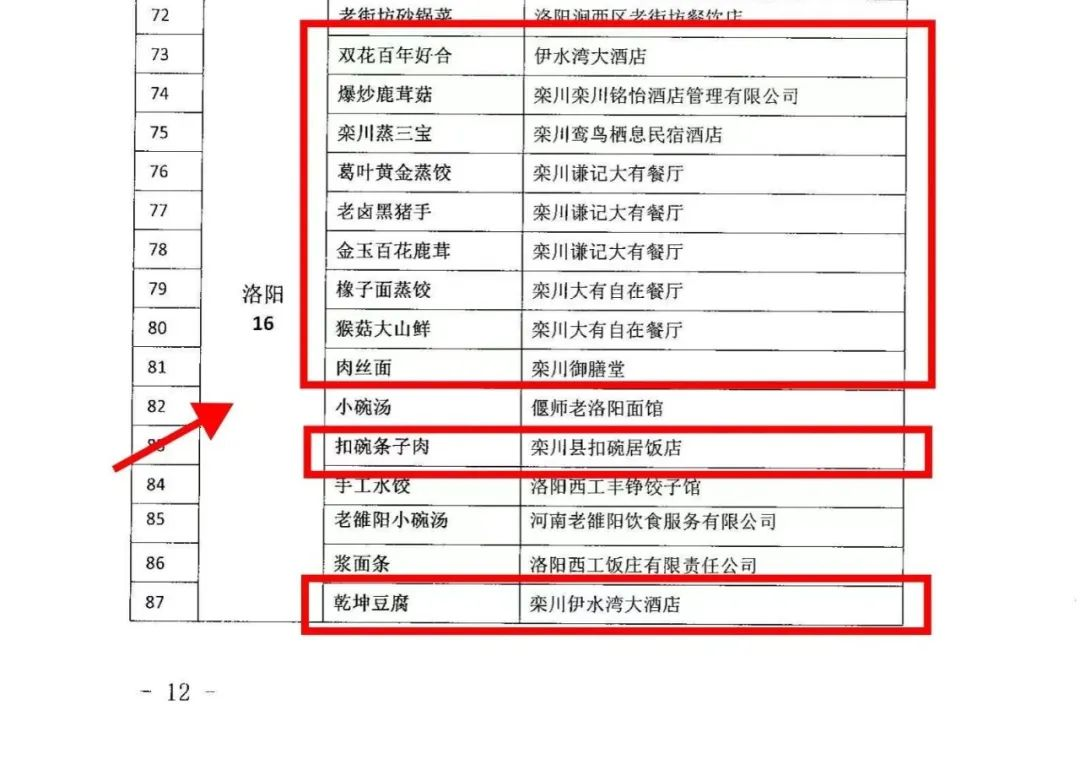 72 老街坊砂锅菜 洛阳涧西区老街坊餐饮店
73 双花百年好合 伊水湾大酒店
74 爆炒鹿茸菇 栾川栾川铭怡酒店管理有限公司
75 栾川蒸三宝 栾川鸾鸟栖息民宿酒店
76 葛叶黄金蒸饺 栾川谦记大有餐厅
77 老卤黑猪手 栾川谦记大有餐厅
78 金玉百花鹿茸 栾川谦记大有餐厅
79 橡子面蒸饺 栾川大有自在餐厅
洛阳
16
80 猴菇大山鲜 栾川大有自在餐厅
81 肉丝面 栾川御膳堂
82 小碗汤 偃师老洛阳面馆
83 扣碗条子肉 栾川县扣碗居饭店
84 手工水饺 洛阳西工丰铮饺子馆
85 老雒阳小碗汤 河南老雒阳饮食服务有限公司
86 浆面条 洛阳西工饭庄有限责任公司
87 乾坤豆腐 栾川伊水湾大酒店
- 12 -